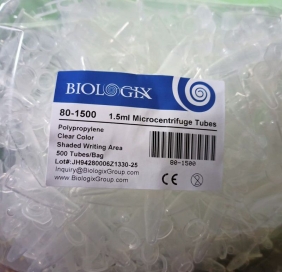 BIOLOGIX
80-1500 1.5ml Microcentrifuge Tubes
Polypropylene
Clear Color
Shaded Writing Area
500 Tubes/Bag
Lot#:JH94280006Z1330-25
Inquiry@BiologixGroup.com
www.BiologixGroup.com
80-1500
CE